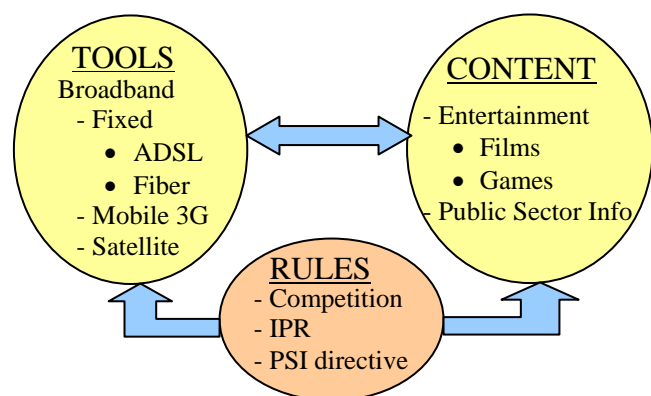 TOOLS
Broadband
- Fixed
• ADSL
• Fiber
- Mobile 3G
- Satellite
CONTENT
- Entertainment
• Films
• Games
- Public Sector Info
RULES
- Competition
- IPR
- PSI directive